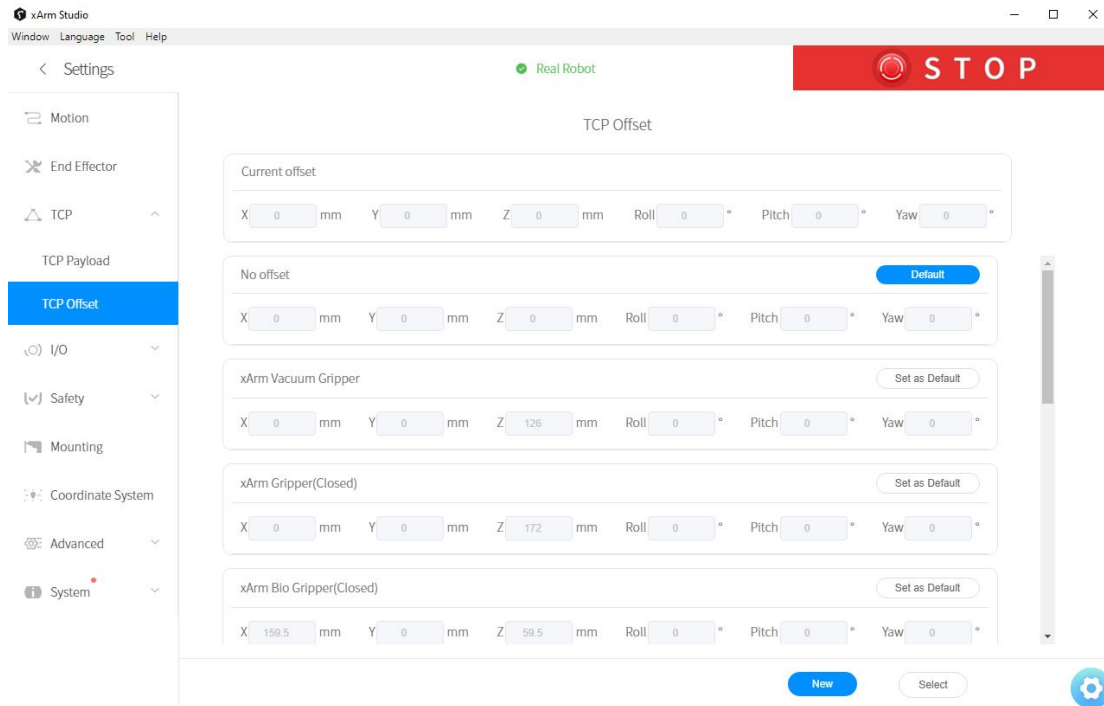 xArm Studio
Window Language Tool Help
< Settings
Real Robot
STOP
Motion
End Effector
TCP
TCP Payload
TCP Offset
I/O
Safety
Mounting
Coordinate System
Advanced
System
TCP Offset
Current offset
X 0 mm Y 0 mm Z 0 mm Roll 0 ° Pitch 0 ° Yaw 0 °
No offset Default
X 0 mm Y 0 mm Z 0 mm Roll 0 ° Pitch 0 ° Yaw 0 °
xArm Vacuum Gripper Set as Default
X 0 mm Y 0 mm Z 126 mm Roll 0 ° Pitch 0 ° Yaw 0 °
xArm Gripper(Closed) Set as Default
X 0 mm Y 0 mm Z 172 mm Roll 0 ° Pitch 0 ° Yaw 0 °
xArm Bio Gripper(Closed) Set as Default
X 159.5 mm Y 0 mm Z 59.5 mm Roll 0 ° Pitch 0 ° Yaw 0 °
New Select